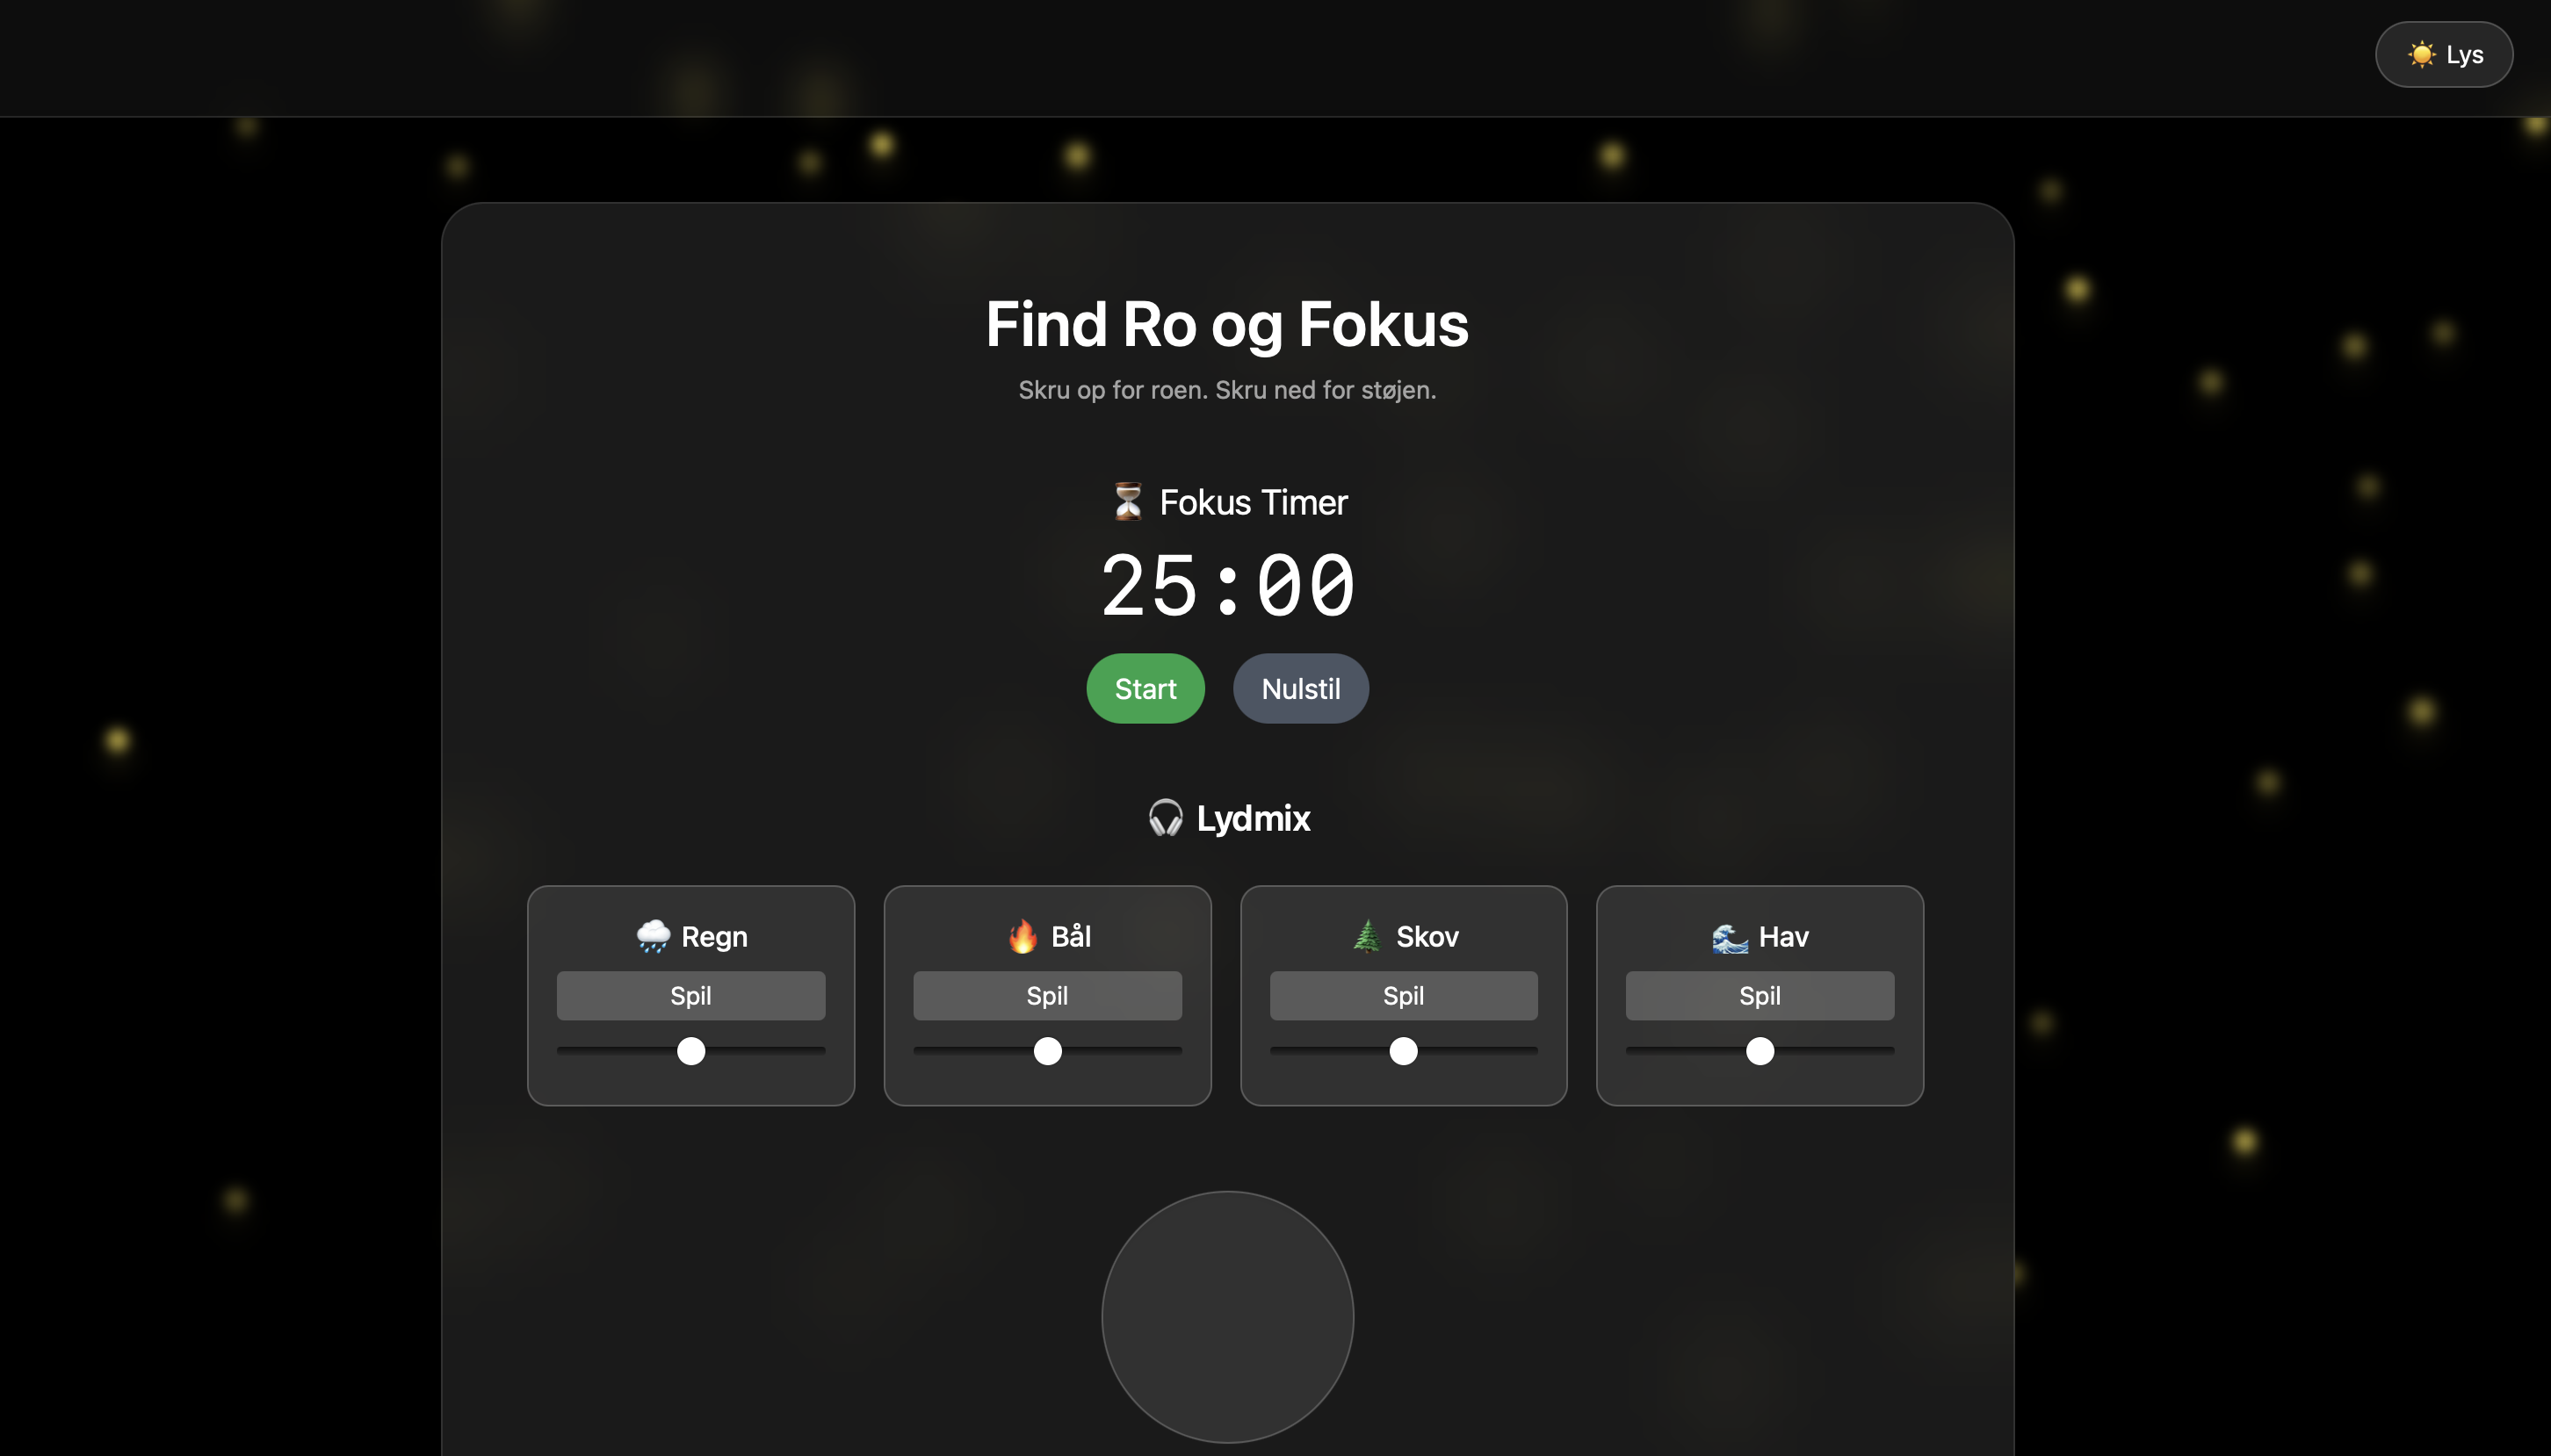 ☀️ Lys
Find Ro og Fokus
Skru op for roen. Skru ned for støjen.
⏳ Fokus Timer
25:00
Start Nulstil
🎧 Lydmix
🌧️ Regn 🔥 Bål 🌲 Skov 🌊 Hav
Spil Spil Spil Spil